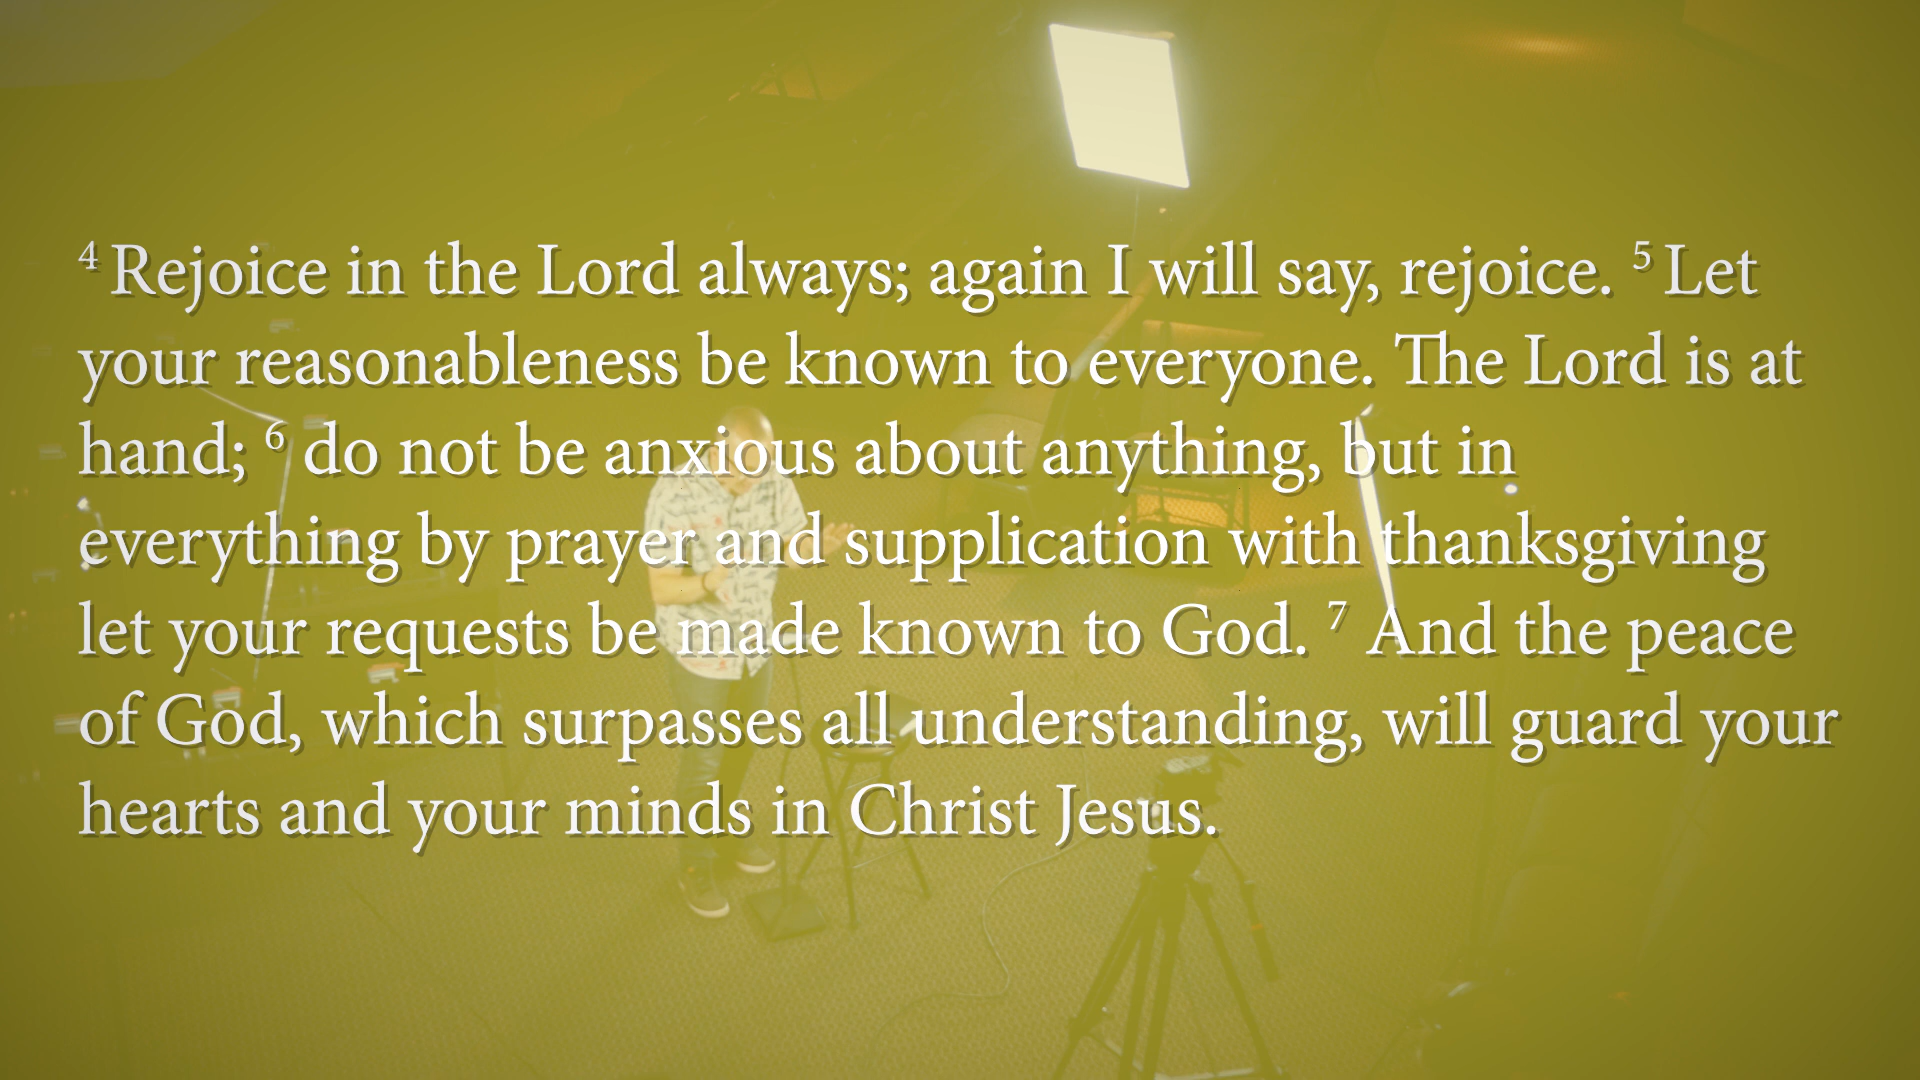 4 Rejoice in the Lord always; again I will say, rejoice. 5 Let
your reasonableness be known to everyone. The Lord is at
hand; 6 do not be anxious about anything, but in
everything by prayer and supplication with thanksgiving
let your requests be made known to God. 7 And the peace
of God, which surpasses all understanding, will guard your
hearts and your minds in Christ Jesus.